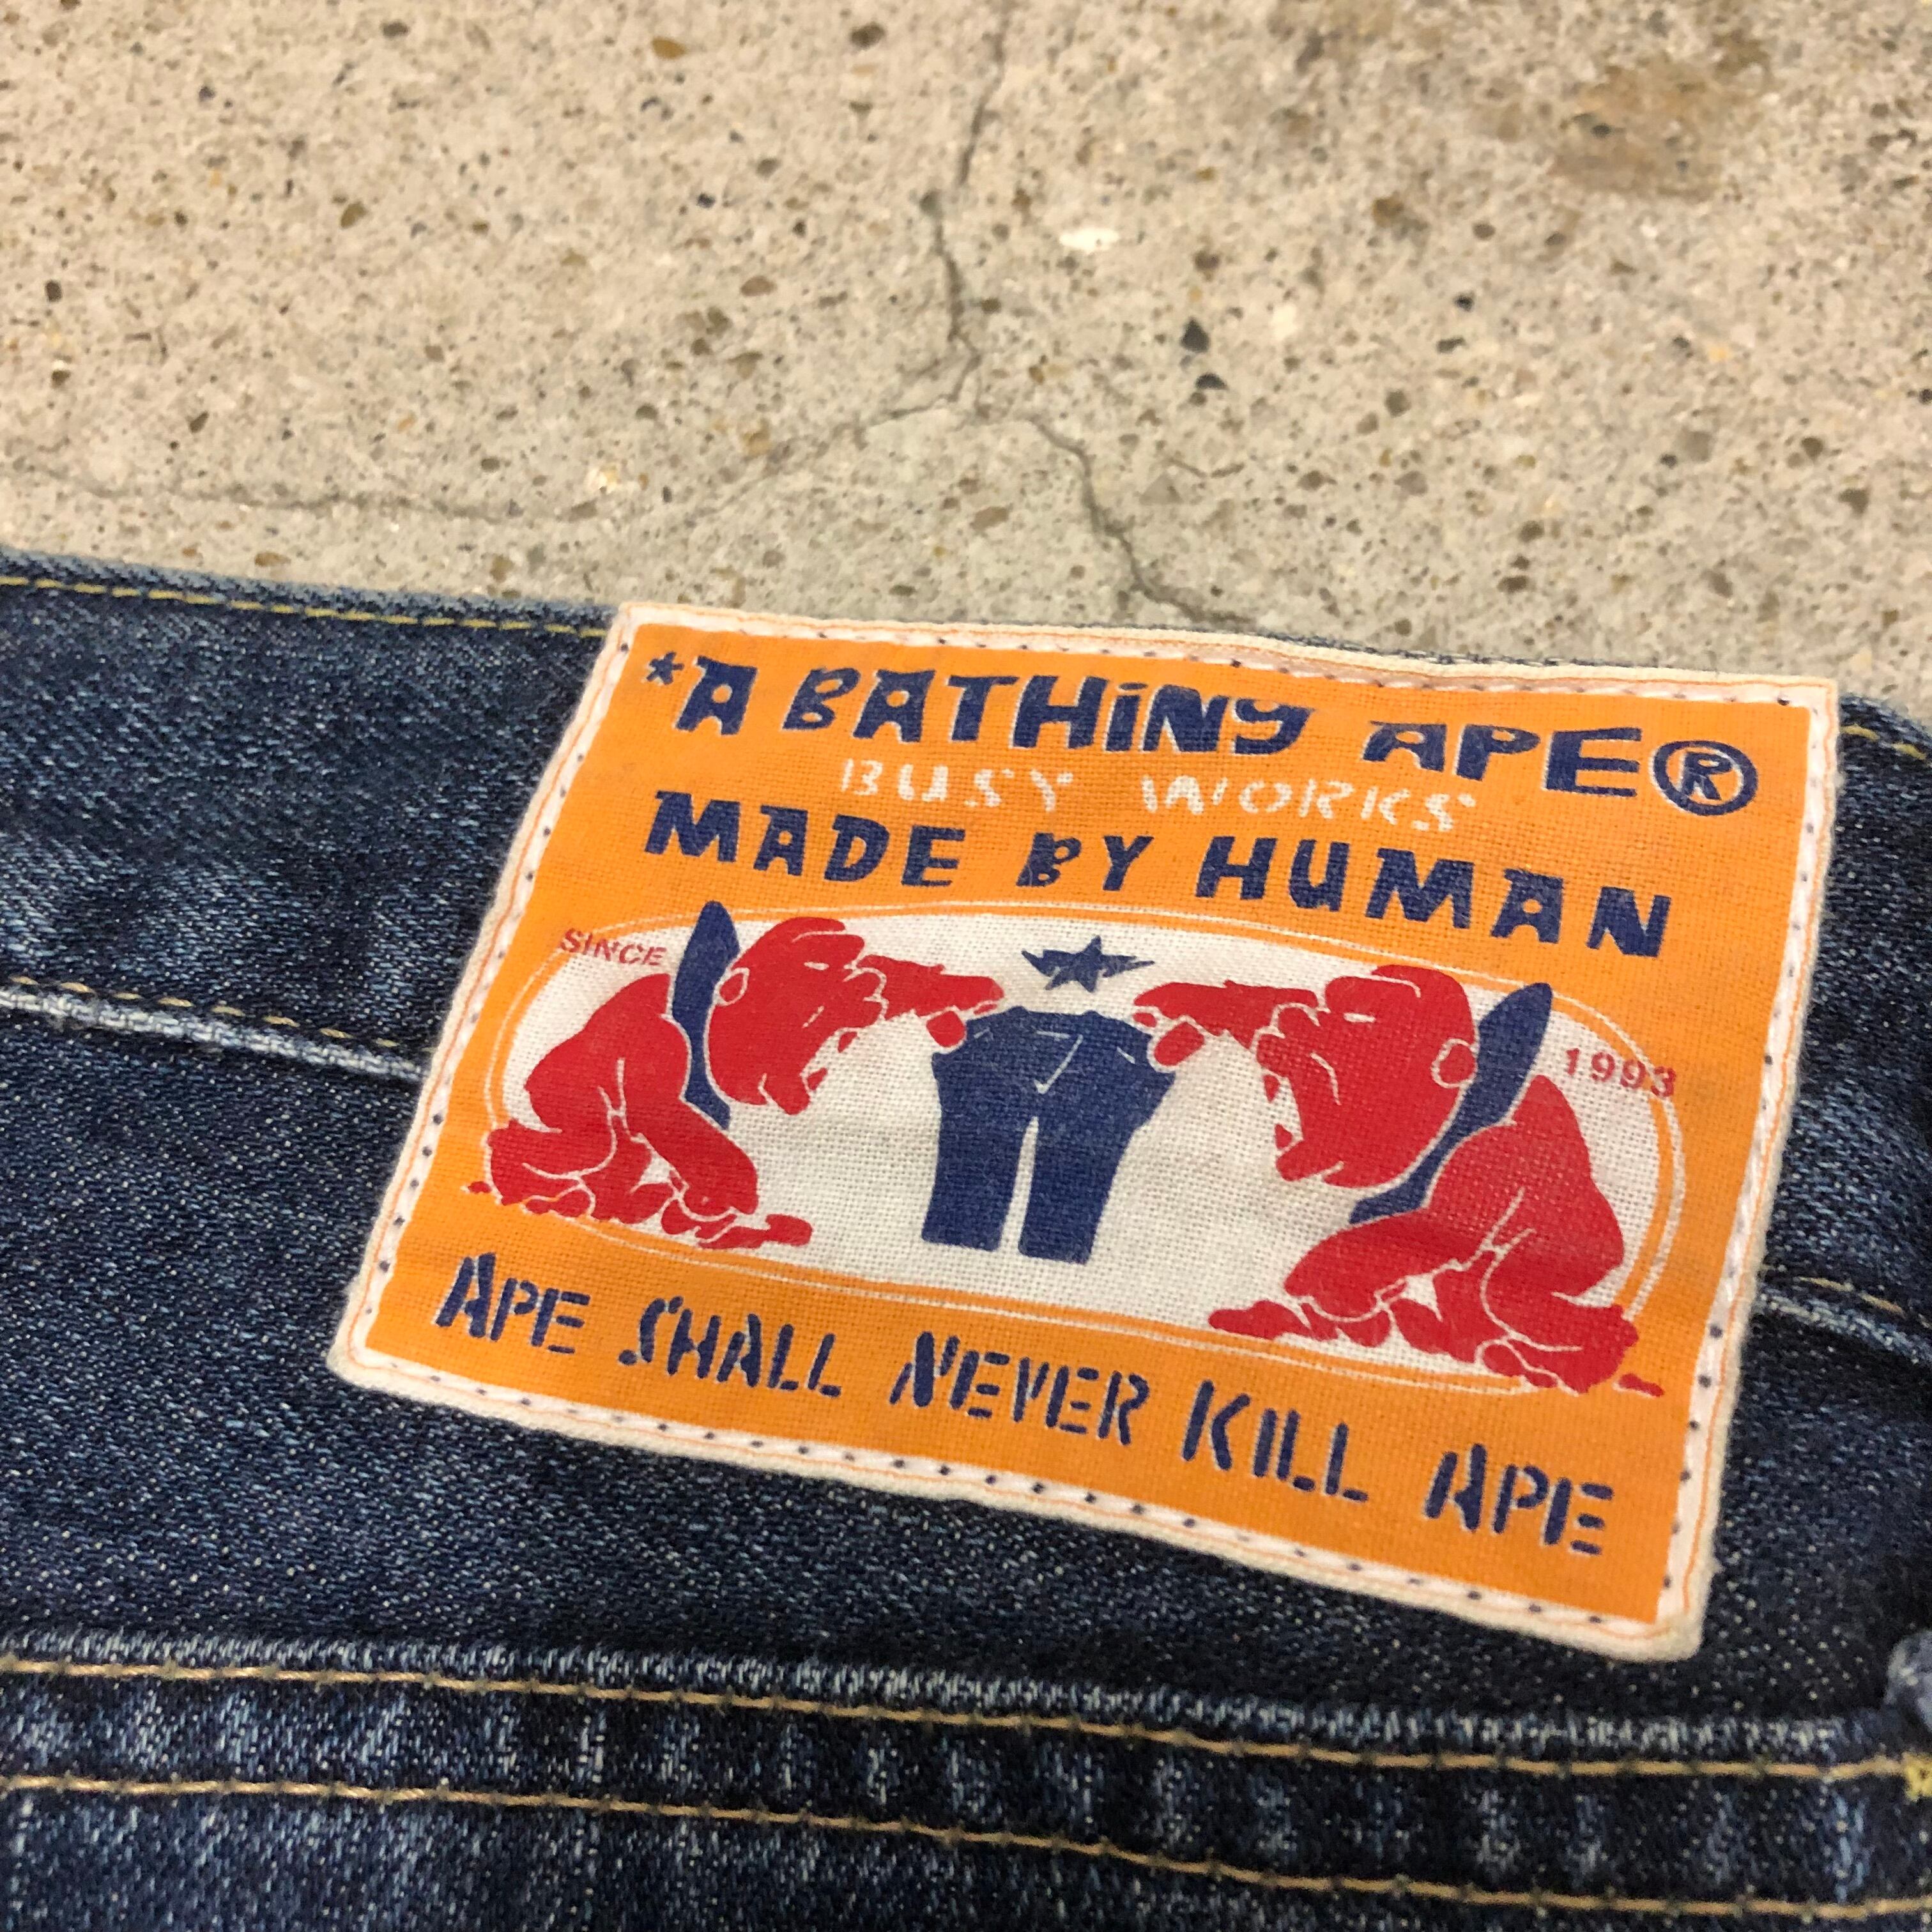 *A BATHiNG APE®
BUSY WORKS
MADE BY HUMAN
SINCE
1993
APE SHALL NEVER KILL APE